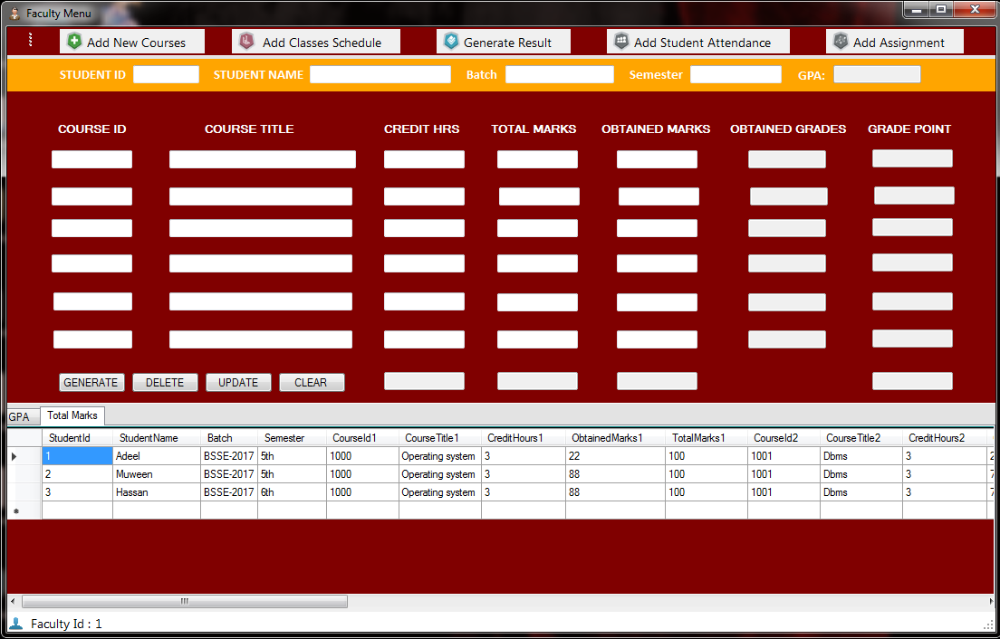 Faculty Menu
Add New Courses Add Classes Schedule Generate Result Add Student Attendance Add Assignment
STUDENT ID STUDENT NAME Batch Semester GPA:
COURSE ID COURSE TITLE CREDIT HRS TOTAL MARKS OBTAINED MARKS OBTAINED GRADES GRADE POINT
GENERATE DELETE UPDATE CLEAR
GPA Total Marks
StudentId StudentName Batch Semester CourseId1 CourseTitle1 CreditHours1 ObtainedMarks1 TotalMarks1 CourseId2 CourseTitle2 CreditHours2
1 Adeel BSSE-2017 5th 1000 Operating system 3 22 100 1001 Dbms 3
2 Muween BSSE-2017 5th 1000 Operating system 3 88 100 1001 Dbms 3
3 Hassan BSSE-2017 6th 1000 Operating system 3 88 100 1001 Dbms 3
Faculty Id : 1